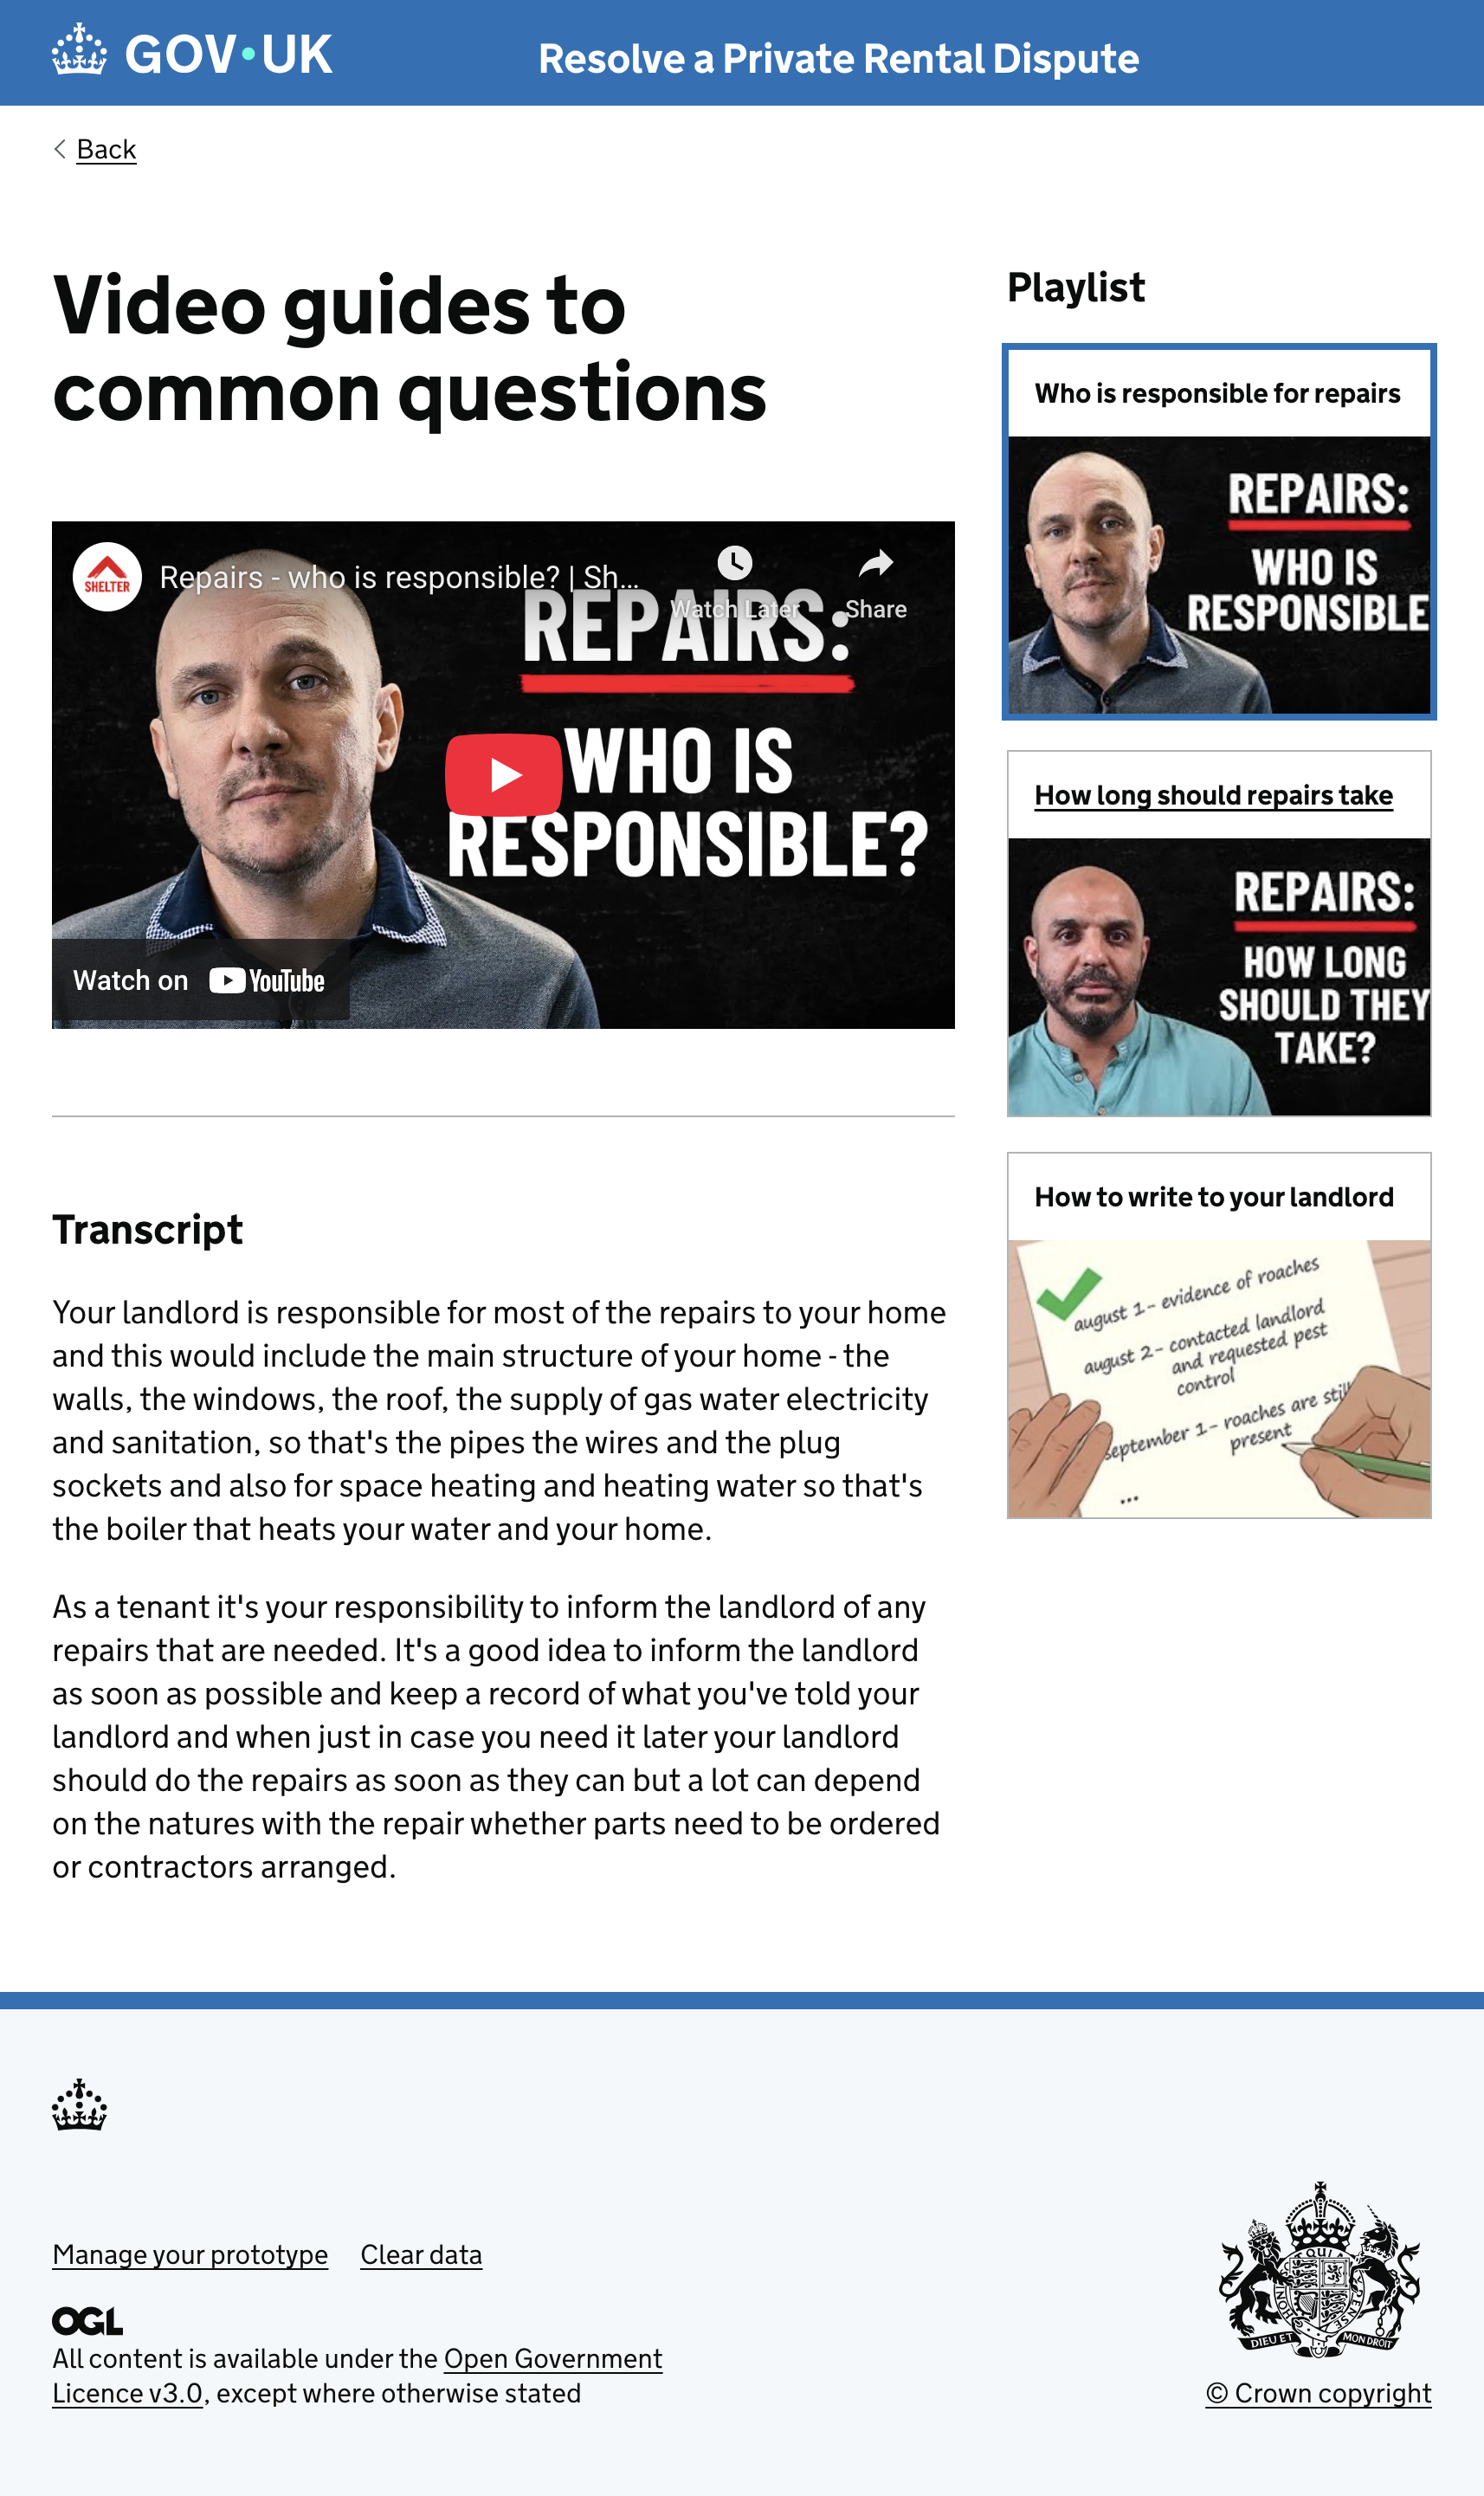 GOV·UK
Resolve a Private Rental Dispute
Back
Video guides to
common questions
SHELTER
Repairs - who is responsible? | Sh...
Watch Later
Share
REPAIRS:
WHO IS
RESPONSIBLE?
Watch on YouTube
Transcript
Your landlord is responsible for most of the repairs to your home
and this would include the main structure of your home - the
walls, the windows, the roof, the supply of gas water electricity
and sanitation, so that's the pipes the wires and the plug
sockets and also for space heating and heating water so that's
the boiler that heats your water and your home.
As a tenant it's your responsibility to inform the landlord of any
repairs that are needed. It's a good idea to inform the landlord
as soon as possible and keep a record of what you've told your
landlord and when just in case you need it later your landlord
should do the repairs as soon as they can but a lot can depend
on the natures with the repair whether parts need to be ordered
or contractors arranged.
Playlist
Who is responsible for repairs
REPAIRS:
WHO IS
RESPONSIBLE
How long should repairs take
REPAIRS:
HOW LONG
SHOULD THEY
TAKE?
How to write to your landlord
august 1 - evidence of roaches
august 2 - contacted landlord
and requested pest
control
september 1 - roaches are still
present
...
Manage your prototype
Clear data
OGL
All content is available under the Open Government
Licence v3.0, except where otherwise stated
DIEU ET MON DROIT
© Crown copyright